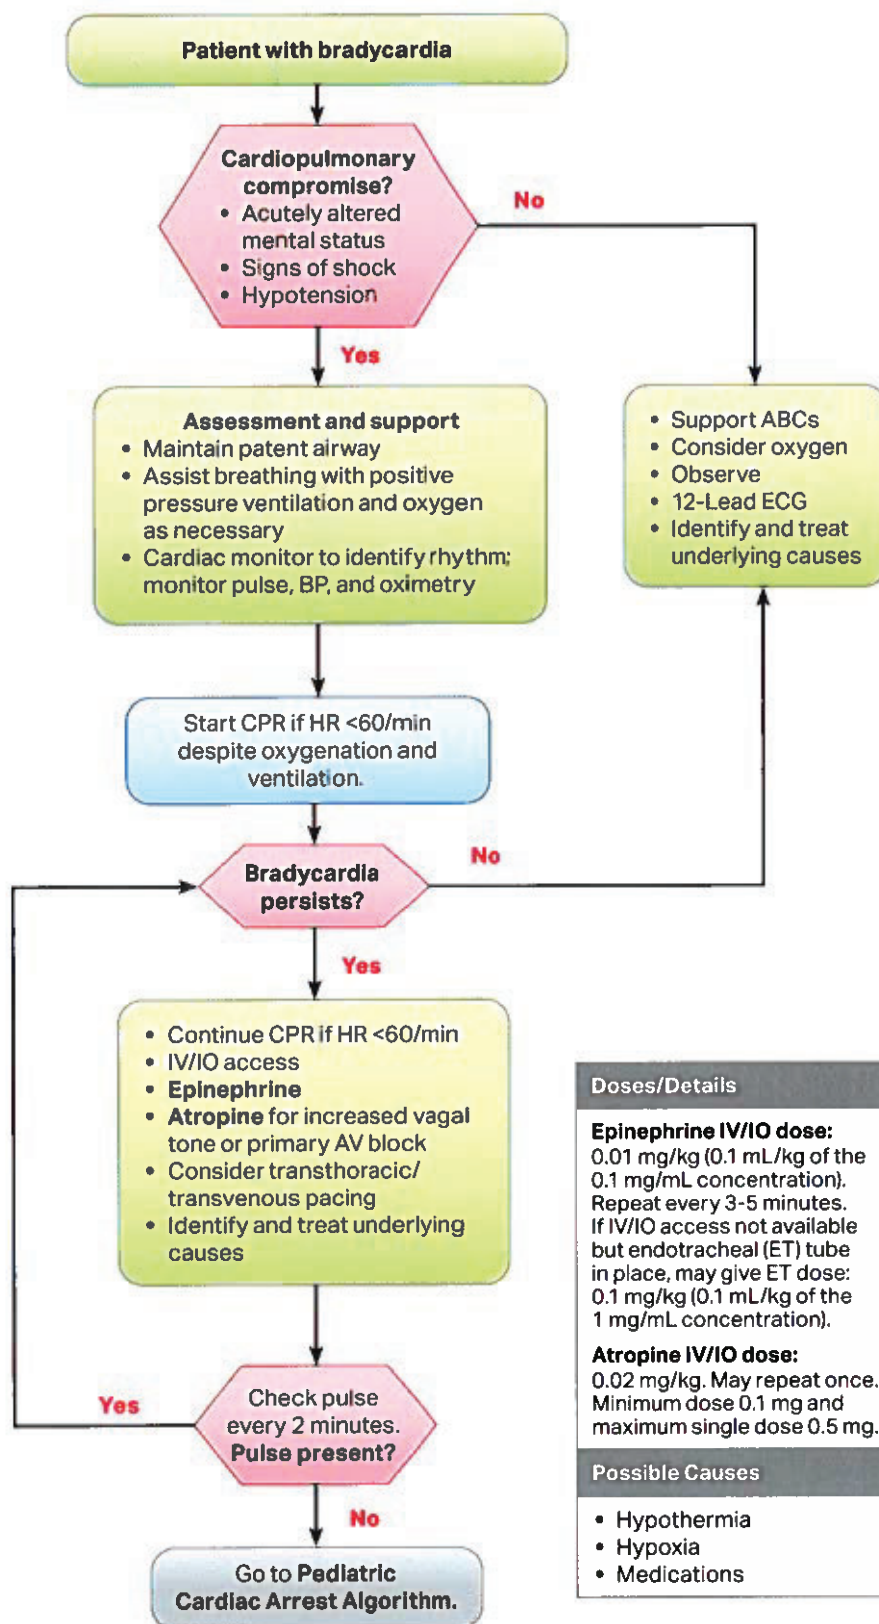 Patient with bradycardia
Cardiopulmonary
compromise?
• Acutely altered
mental status
• Signs of shock
• Hypotension
No
Yes
Assessment and support
• Maintain patent airway
• Assist breathing with positive
pressure ventilation and oxygen
as necessary
• Cardiac monitor to identify rhythm;
monitor pulse, BP, and oximetry
• Support ABCs
• Consider oxygen
• Observe
• 12-Lead ECG
• Identify and treat
underlying causes
Start CPR if HR <60/min
despite oxygenation and
ventilation.
Bradycardia
persists?
No
Yes
• Continue CPR if HR <60/min
• IV/IO access
• Epinephrine
• Atropine for increased vagal
tone or primary AV block
• Consider transthoracic/
transvenous pacing
• Identify and treat underlying
causes
Check pulse
every 2 minutes.
Pulse present?
Yes
No
Go to Pediatric
Cardiac Arrest Algorithm.
Doses/Details
Epinephrine IV/IO dose:
0.01 mg/kg (0.1 mL/kg of the
0.1 mg/mL concentration).
Repeat every 3-5 minutes.
If IV/IO access not available
but endotracheal (ET) tube
in place, may give ET dose:
0.1 mg/kg (0.1 mL/kg of the
1 mg/mL concentration).
Atropine IV/IO dose:
0.02 mg/kg. May repeat once.
Minimum dose 0.1 mg and
maximum single dose 0.5 mg.
Possible Causes
• Hypothermia
• Hypoxia
• Medications